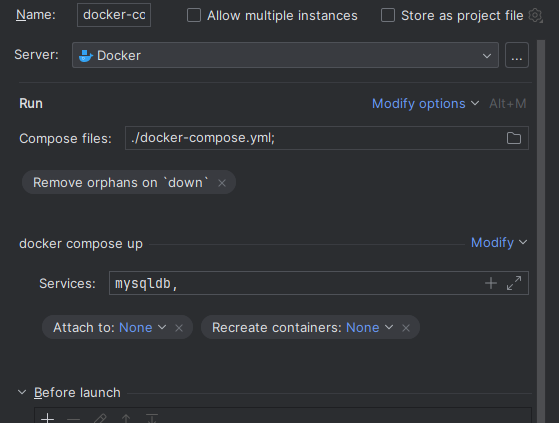 Name: docker-co Allow multiple instances Store as project file
Server: Docker ...
Run Modify options Alt+M
Compose files: ./docker-compose.yml;
Remove orphans on `down` ×
docker compose up Modify
Services: mysqldb,
Attach to: None × Recreate containers: None ×
Before launch